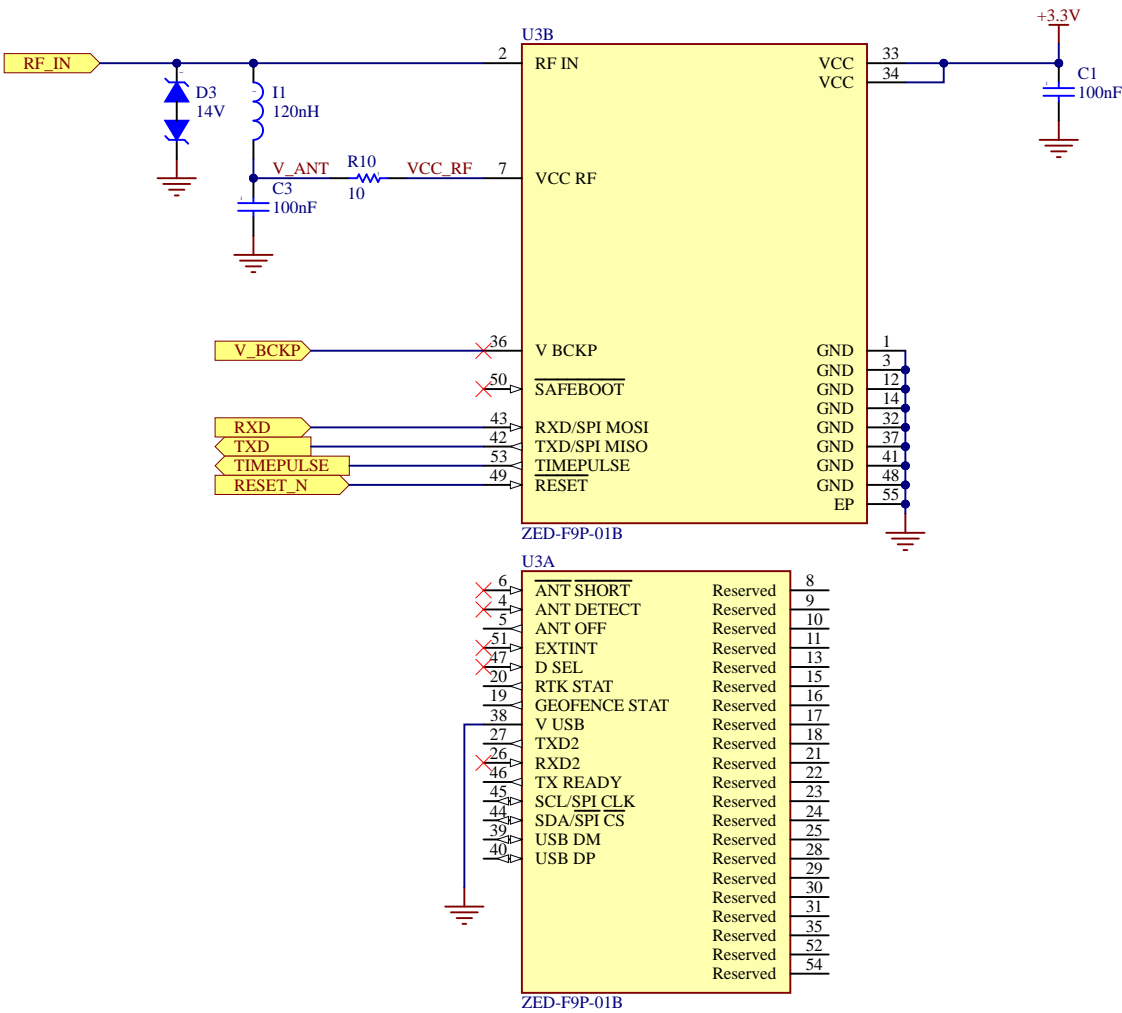 +3.3V
U3B
RF_IN 2 RF IN VCC 33
VCC 34
D3
14V
I1
120nH
C1
100nF
V_ANT R10 VCC_RF 7 VCC RF
10
C3
100nF
V_BCKP 36 V BCKP GND 1
GND 3
50 SAFEBOOT GND 12
GND 14
RXD 43 RXD/SPI MOSI GND 32
TXD 42 TXD/SPI MISO GND 37
TIMEPULSE 53 TIMEPULSE GND 41
RESET_N 49 RESET GND 48
EP 55
ZED-F9P-01B
U3A
6 ANT SHORT Reserved 8
4 ANT DETECT Reserved 9
5 ANT OFF Reserved 10
51 EXTINT Reserved 11
47 D SEL Reserved 13
20 RTK STAT Reserved 15
19 GEOFENCE STAT Reserved 16
38 V USB Reserved 17
27 TXD2 Reserved 18
26 RXD2 Reserved 21
46 TX READY Reserved 22
45 SCL/SPI CLK Reserved 23
44 SDA/SPI CS Reserved 24
39 USB DM Reserved 25
40 USB DP Reserved 28
Reserved 29
Reserved 30
Reserved 31
Reserved 35
Reserved 52
Reserved 54
ZED-F9P-01B